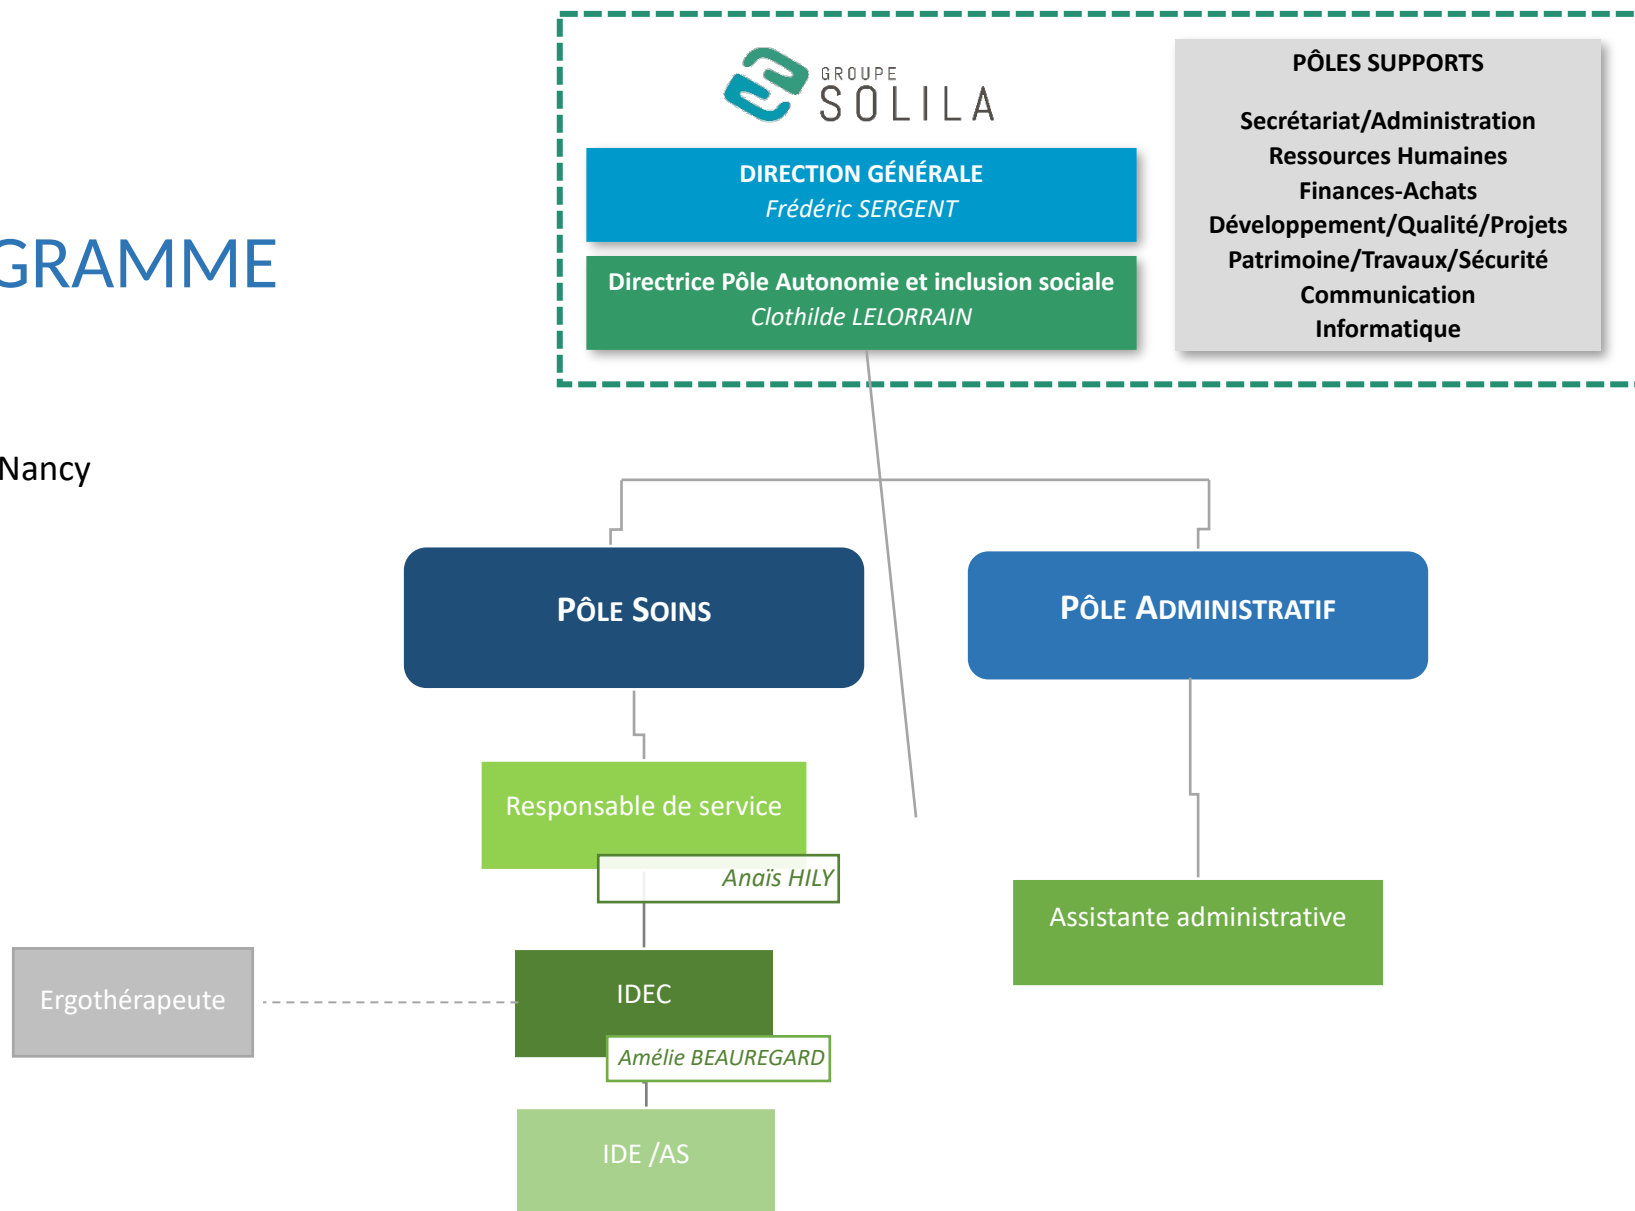 GROUPE
SOLILA
DIRECTION GÉNÉRALE
Frédéric SERGENT
Directrice Pôle Autonomie et inclusion sociale
Clothilde LELORRAIN
PÔLES SUPPORTS
Secrétariat/Administration
Ressources Humaines
Finances-Achats
Développement/Qualité/Projets
Patrimoine/Travaux/Sécurité
Communication
Informatique
GRAMME
Nancy
PÔLE SOINS
PÔLE ADMINISTRATIF
Responsable de service
Anaïs HILY
Assistante administrative
Ergothérapeute
IDEC
Amélie BEAUREGARD
IDE /AS